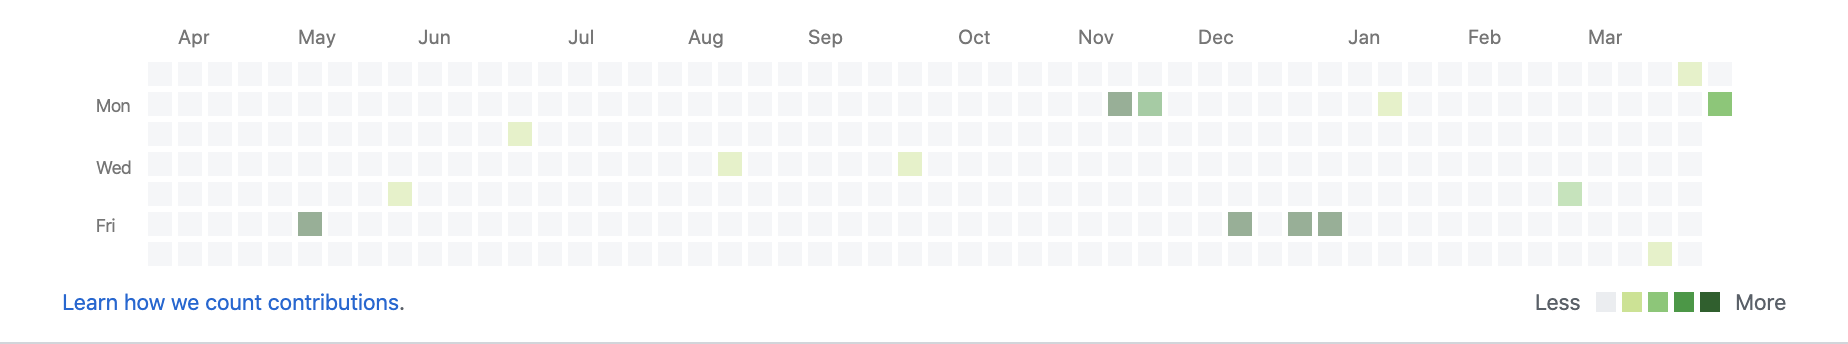 Apr May Jun Jul Aug Sep Oct Nov Dec Jan Feb Mar
Mon
Wed
Fri
Learn how we count contributions. Less More